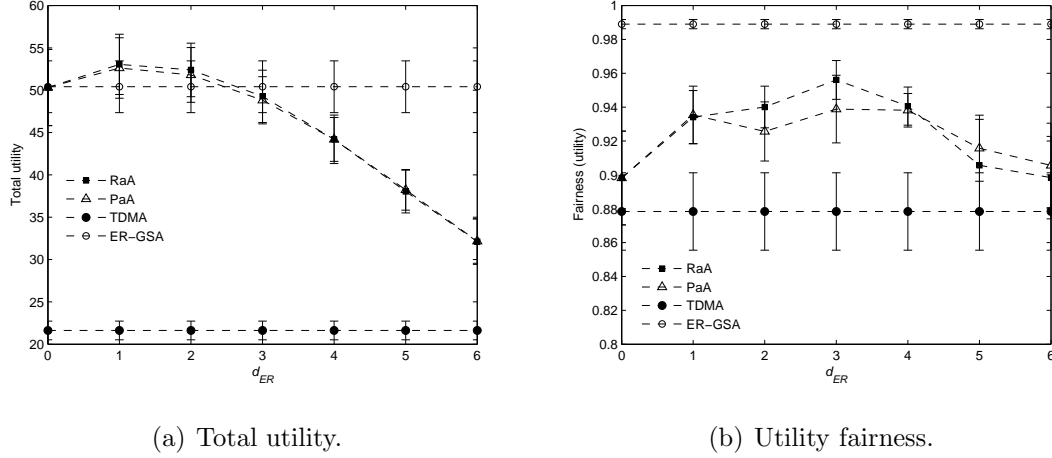 60
55
50
45
40
35
30
25
20
Total utility
RaA
PaA
TDMA
ER-GSA
0 1 2 3 4 5 6
d_ER
(a) Total utility.
1
0.98
0.96
0.94
0.92
0.9
0.88
0.86
0.84
0.82
0.8
Fairness (utility)
RaA
PaA
TDMA
ER-GSA
0 1 2 3 4 5 6
d_ER
(b) Utility fairness.